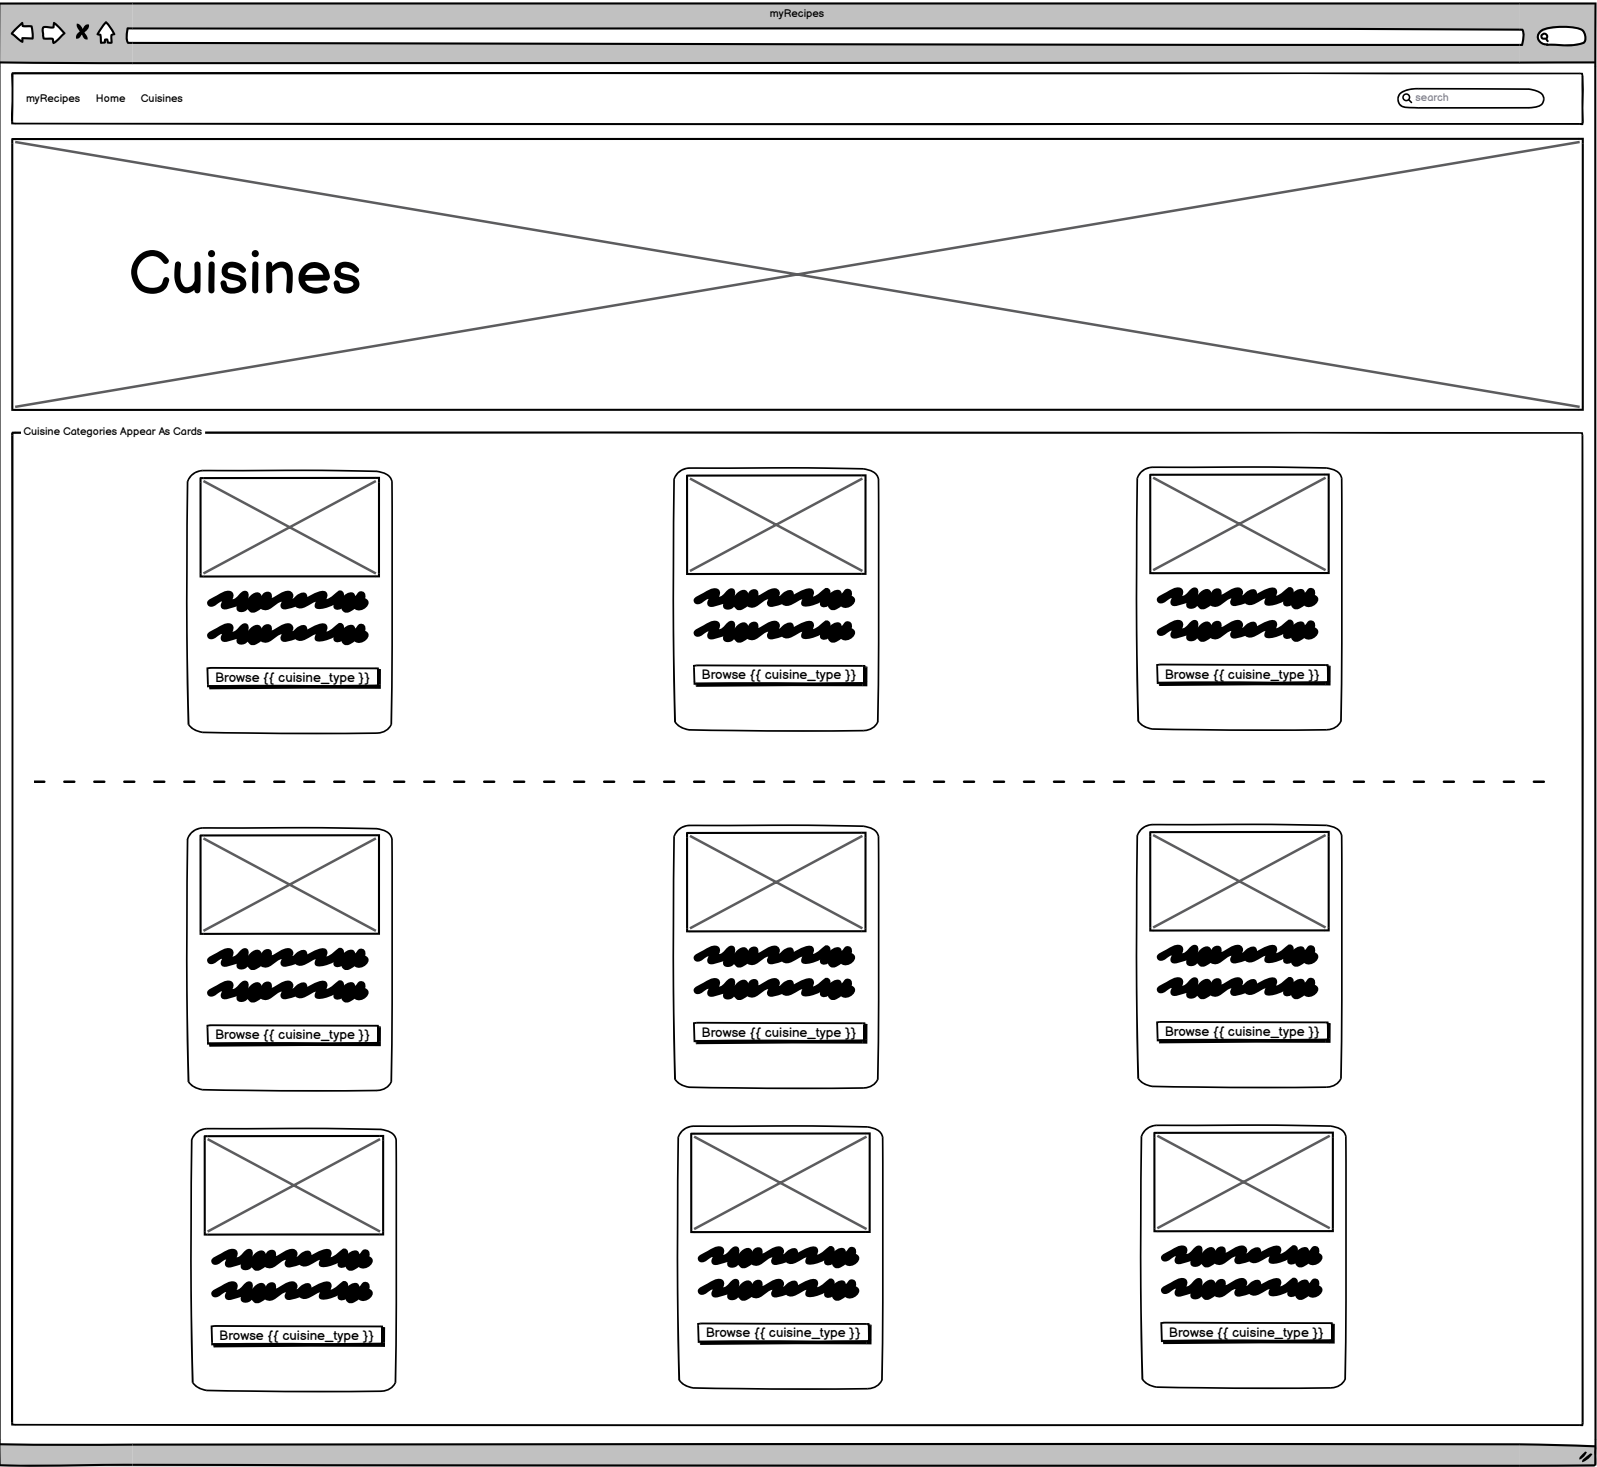 myRecipes
myRecipes Home Cuisines search
Cuisines
Cuisine Categories Appear As Cards
Browse {{ cuisine_type }} Browse {{ cuisine_type }} Browse {{ cuisine_type }}
Browse {{ cuisine_type }} Browse {{ cuisine_type }} Browse {{ cuisine_type }}
Browse {{ cuisine_type }} Browse {{ cuisine_type }} Browse {{ cuisine_type }}